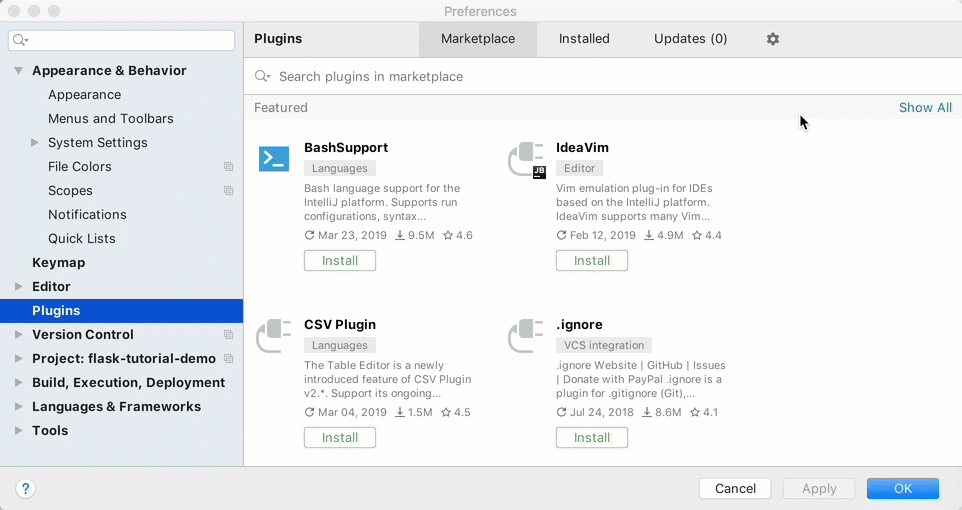 Preferences
Appearance & Behavior
Appearance
Menus and Toolbars
System Settings
File Colors
Scopes
Notifications
Quick Lists
Keymap
Editor
Plugins
Version Control
Project: flask-tutorial-demo
Build, Execution, Deployment
Languages & Frameworks
Tools
Plugins Marketplace Installed Updates (0)
Search plugins in marketplace
Featured Show All
BashSupport
Languages
Bash language support for the
IntelliJ platform. Supports run
configurations, syntax...
Mar 23, 2019 9.5M 4.6
Install
IdeaVim
JB
Editor
Vim emulation plug-in for IDEs
based on the IntelliJ platform.
IdeaVim supports many Vim...
Feb 12, 2019 4.9M 4.4
Install
CSV Plugin
Languages
The Table Editor is a newly
introduced feature of CSV Plugin
v2.*. Support its ongoing...
Mar 04, 2019 1.5M 4.5
Install
.ignore
VCS integration
.ignore Website | GitHub | Issues
| Donate with PayPal .ignore is a
plugin for .gitignore (Git),...
Jul 24, 2018 8.6M 4.1
Install
? Cancel Apply OK